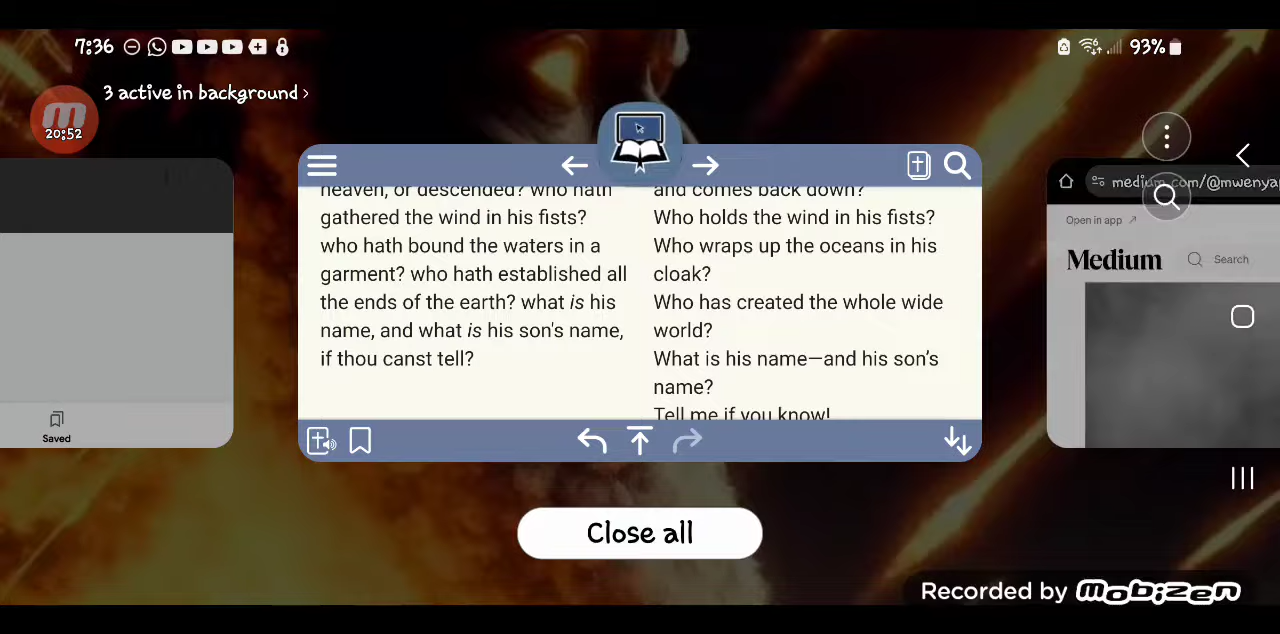 7:36
93%
3 active in background >
20:52
heaven, or descended? who hath
gathered the wind in his fists?
who hath bound the waters in a
garment? who hath established all
the ends of the earth? what is his
name, and what is his son's name,
if thou canst tell?
and comes back down?
Who holds the wind in his fists?
Who wraps up the oceans in his
cloak?
Who has created the whole wide
world?
What is his name—and his son’s
name?
Tell me if you know!
Saved
medium.com/@mwenya
Open in app ↗
Medium
Search
Close all
Recorded by mobizen